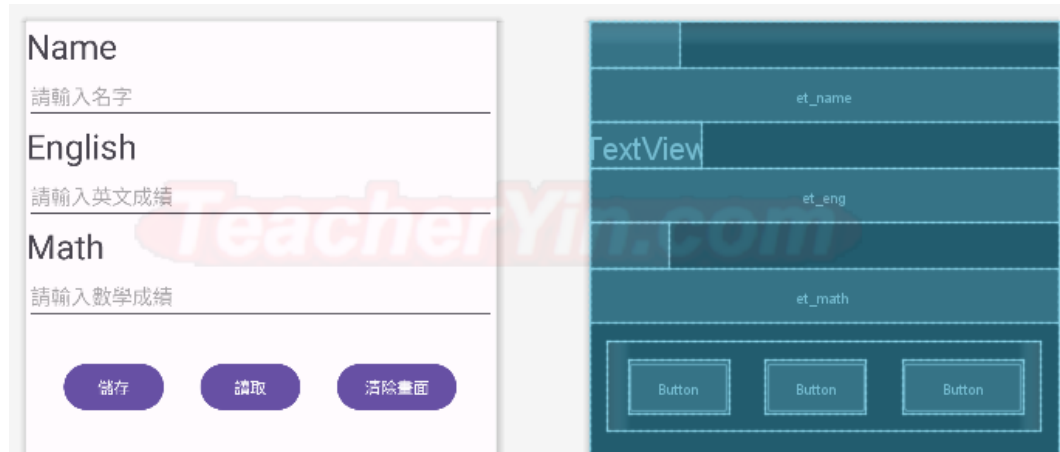 Name
請輸入名字
English
請輸入英文成績
Math
請輸入數學成績
儲存
讀取
清除畫面
et_name
TextView
et_eng
et_math
Button
Button
Button
TeacherYin.com